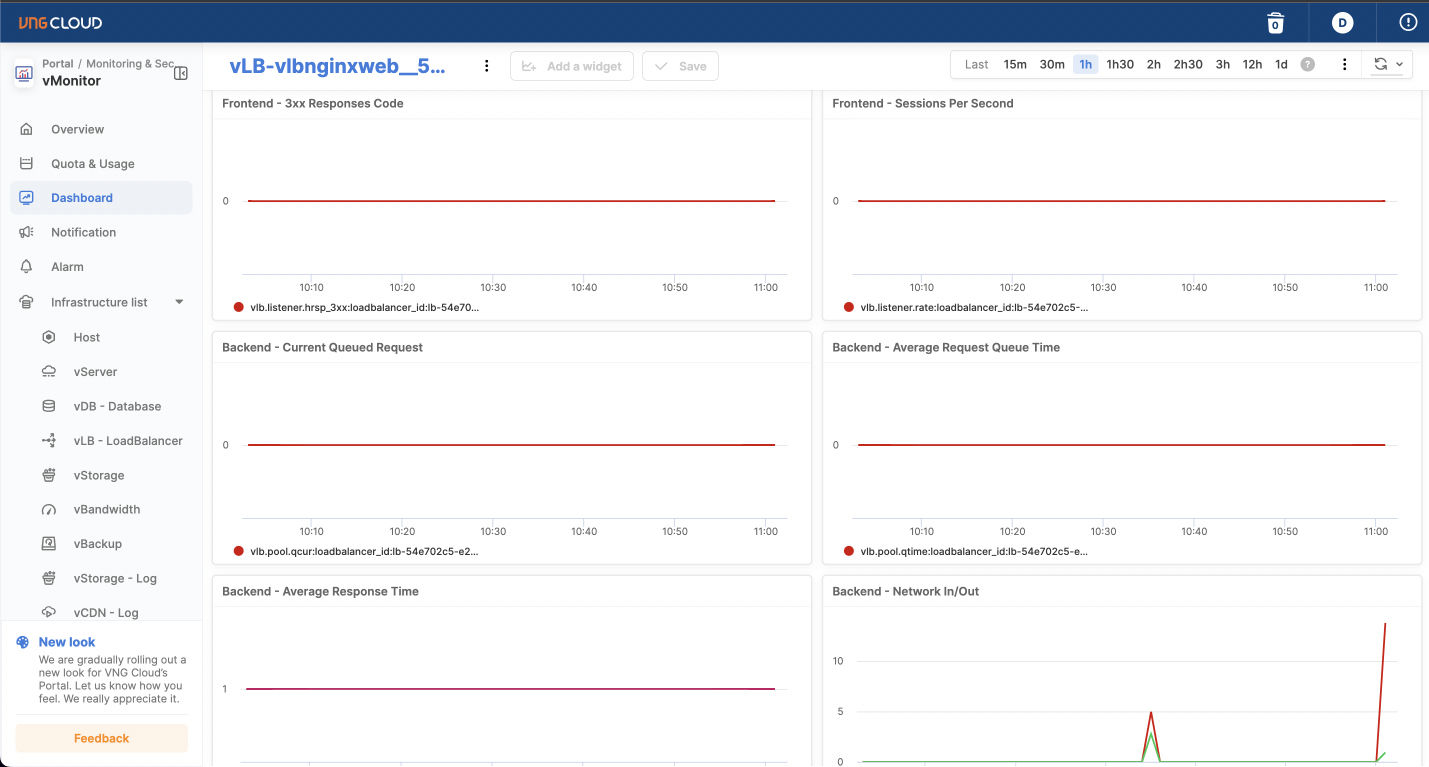 VNG CLOUD
0
D
Portal / Monitoring & Sec
vMonitor
vLB-vlbnginxweb__5...
Add a widget
Save
Last 15m 30m 1h 1h30 2h 2h30 3h 12h 1d ?
Overview
Quota & Usage
Dashboard
Notification
Alarm
Infrastructure list
Host
vServer
vDB - Database
vLB - LoadBalancer
vStorage
vBandwidth
vBackup
vStorage - Log
vCDN - Log
New look
We are gradually rolling out a
new look for VNG Cloud's
Portal. Let us know how you
feel. We really appreciate it.
Feedback
Frontend - 3xx Responses Code
0
10:10 10:20 10:30 10:40 10:50 11:00
vlb.listener.hrsp_3xx:loadbalancer_id:lb-54e70...
Frontend - Sessions Per Second
0
10:10 10:20 10:30 10:40 10:50 11:00
vlb.listener.rate:loadbalancer_id:lb-54e702c5-...
Backend - Current Queued Request
0
10:10 10:20 10:30 10:40 10:50 11:00
vlb.pool.qcur:loadbalancer_id:lb-54e702c5-e2...
Backend - Average Request Queue Time
0
10:10 10:20 10:30 10:40 10:50 11:00
vlb.pool.qtime:loadbalancer_id:lb-54e702c5-e...
Backend - Average Response Time
1
Backend - Network In/Out
10
5
0